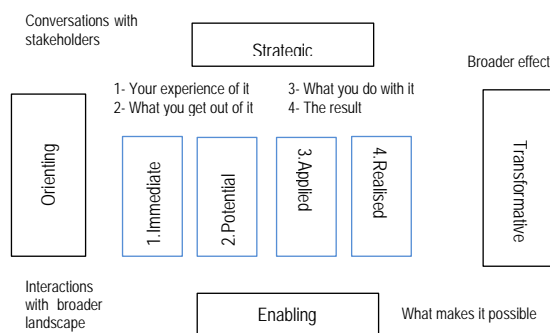 Conversations with
stakeholders
Strategic
Broader effect
1- Your experience of it
2- What you get out of it
3- What you do with it
4- The result
Orienting
1.Immediate
2.Potential
3.Applied
4.Realised
Transformative
Interactions
with broader
landscape
Enabling
What makes it possible